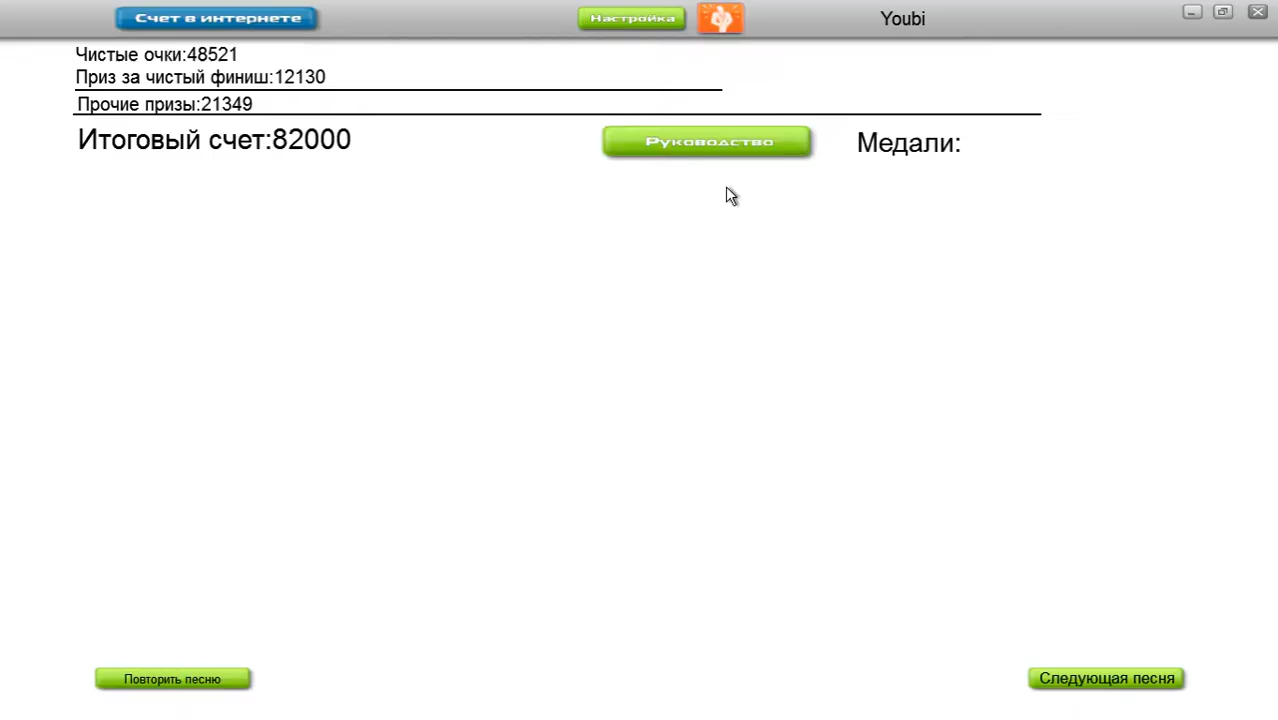 Счет в интернете
Настройка
Youbi
Чистые очки:48521
Приз за чистый финиш:12130
Прочие призы:21349
Итоговый счет:82000
Руководство
Медали:
Повторить песню
Следующая песня